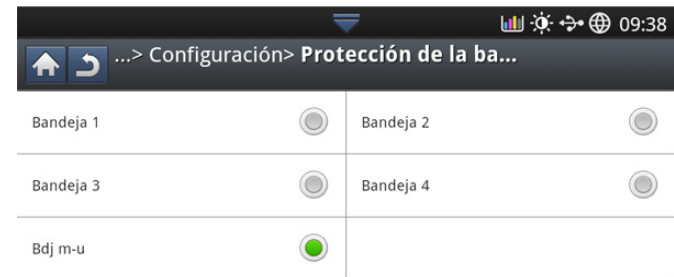 09:38
...> Configuración> Protección de la ba...
Bandeja 1
Bandeja 2
Bandeja 3
Bandeja 4
Bdj m-u